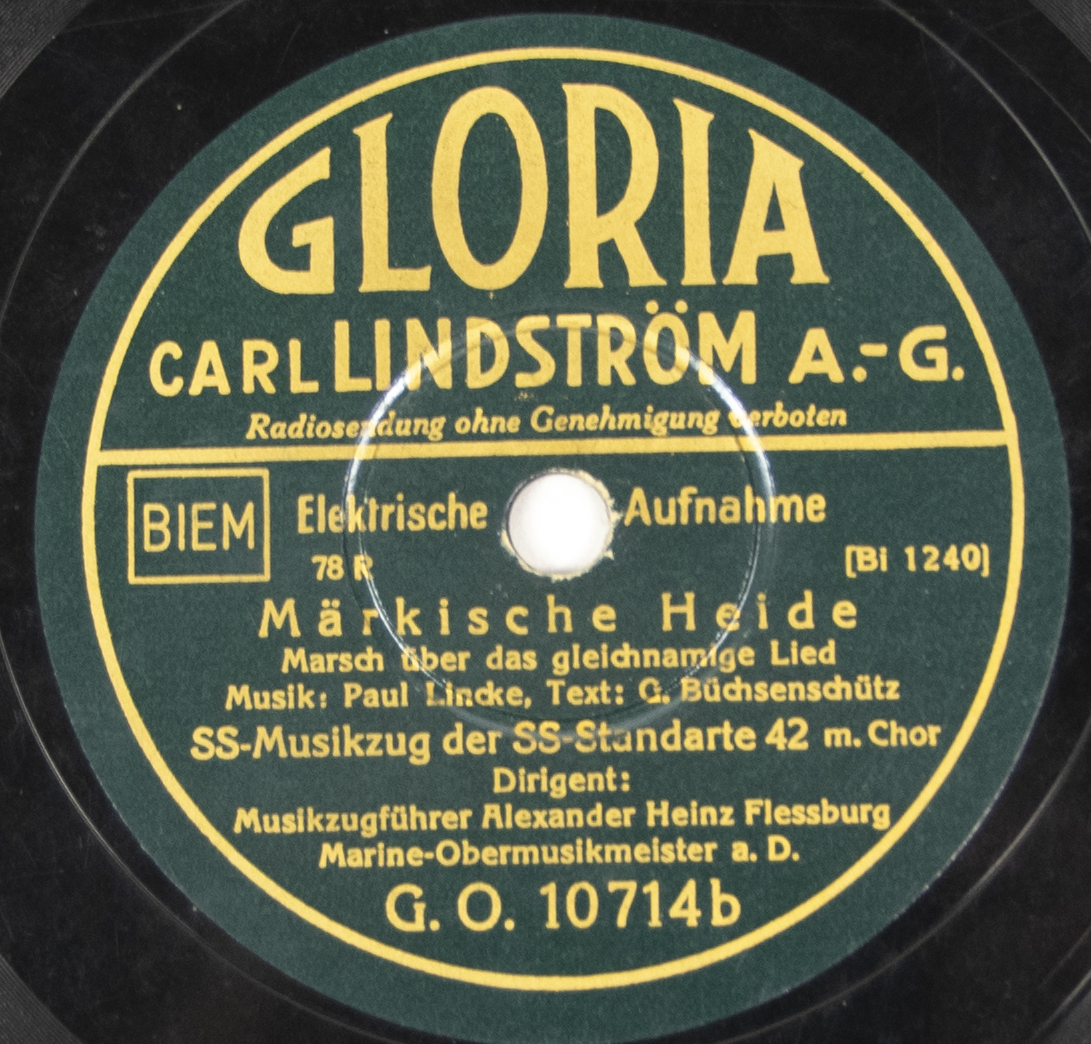 GLORIA
CARL LINDSTRÖM A.-G.
Radiosendung ohne Genehmigung verboten
BIEM
Elektrische Aufnahme
78 R [Bi 1240]
Märkische Heide
Marsch über das gleichnamige Lied
Musik: Paul Lincke, Text: G. Büchsenschütz
SS-Musikzug der SS-Standarte 42 m. Chor
Dirigent:
Musikzugführer Alexander Heinz Flessburg
Marine-Obermusikmeister a. D.
G. O. 10714b